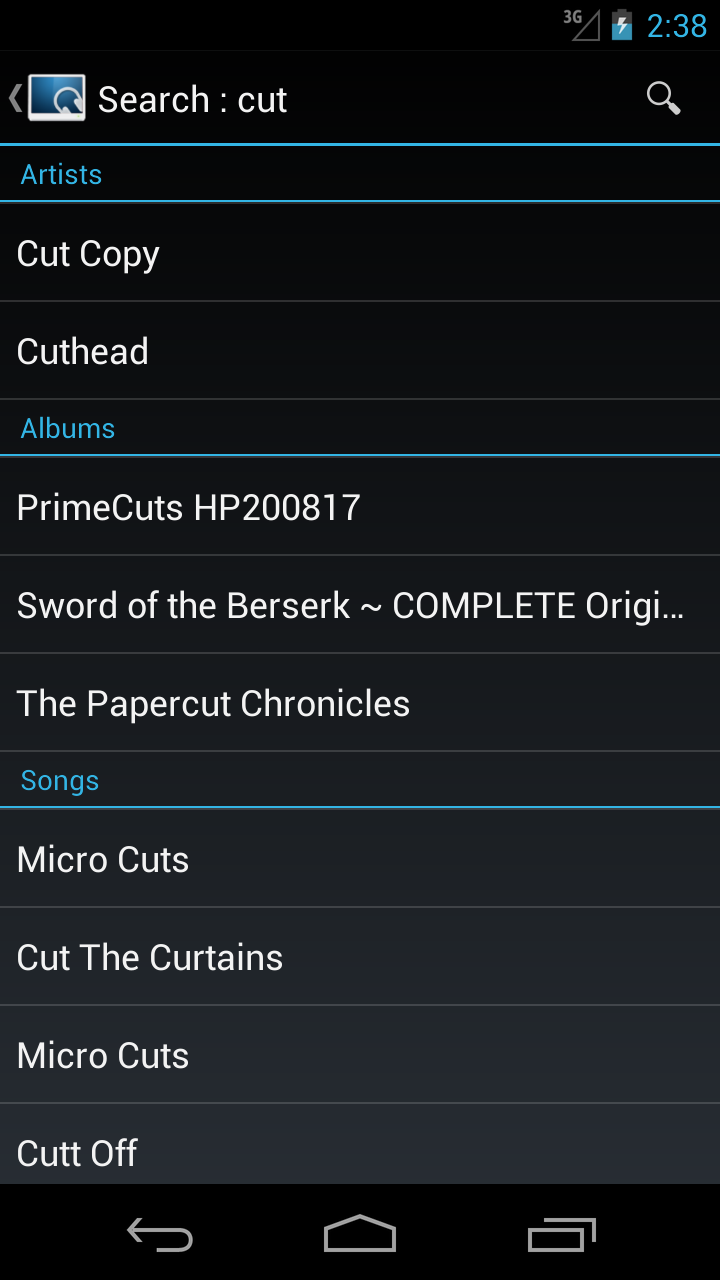 3G 2:38
Search : cut
Artists
Cut Copy
Cuthead
Albums
PrimeCuts HP200817
Sword of the Berserk ~ COMPLETE Origi...
The Papercut Chronicles
Songs
Micro Cuts
Cut The Curtains
Micro Cuts
Cutt Off